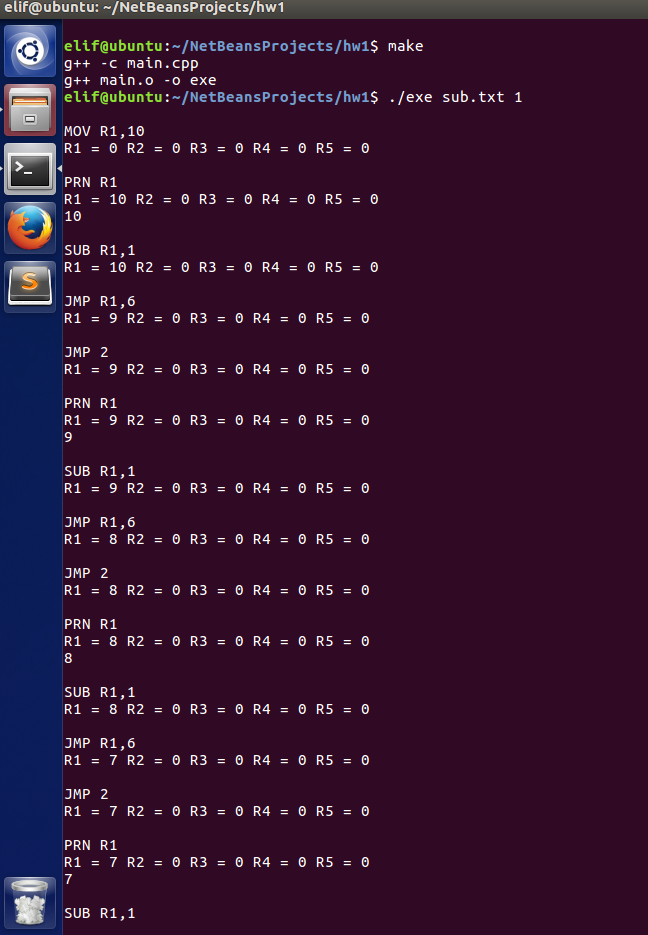 elif@ubuntu: ~/NetBeansProjects/hw1
elif@ubuntu:~/NetBeansProjects/hw1$ make
g++ -c main.cpp
g++ main.o -o exe
elif@ubuntu:~/NetBeansProjects/hw1$ ./exe sub.txt 1
MOV R1,10
R1 = 0 R2 = 0 R3 = 0 R4 = 0 R5 = 0
PRN R1
R1 = 10 R2 = 0 R3 = 0 R4 = 0 R5 = 0
10
SUB R1,1
R1 = 10 R2 = 0 R3 = 0 R4 = 0 R5 = 0
JMP R1,6
R1 = 9 R2 = 0 R3 = 0 R4 = 0 R5 = 0
JMP 2
R1 = 9 R2 = 0 R3 = 0 R4 = 0 R5 = 0
PRN R1
R1 = 9 R2 = 0 R3 = 0 R4 = 0 R5 = 0
9
SUB R1,1
R1 = 9 R2 = 0 R3 = 0 R4 = 0 R5 = 0
JMP R1,6
R1 = 8 R2 = 0 R3 = 0 R4 = 0 R5 = 0
JMP 2
R1 = 8 R2 = 0 R3 = 0 R4 = 0 R5 = 0
PRN R1
R1 = 8 R2 = 0 R3 = 0 R4 = 0 R5 = 0
8
SUB R1,1
R1 = 8 R2 = 0 R3 = 0 R4 = 0 R5 = 0
JMP R1,6
R1 = 7 R2 = 0 R3 = 0 R4 = 0 R5 = 0
JMP 2
R1 = 7 R2 = 0 R3 = 0 R4 = 0 R5 = 0
PRN R1
R1 = 7 R2 = 0 R3 = 0 R4 = 0 R5 = 0
7
SUB R1,1